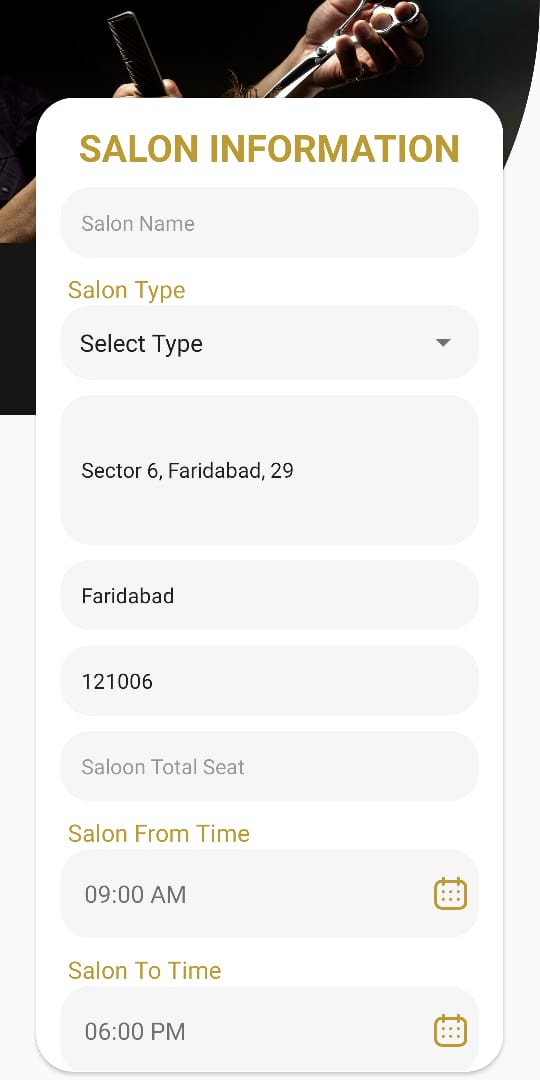 SALON INFORMATION
Salon Name
Salon Type
Select Type
Sector 6, Faridabad, 29
Faridabad
121006
Saloon Total Seat
Salon From Time
09:00 AM
Salon To Time
06:00 PM